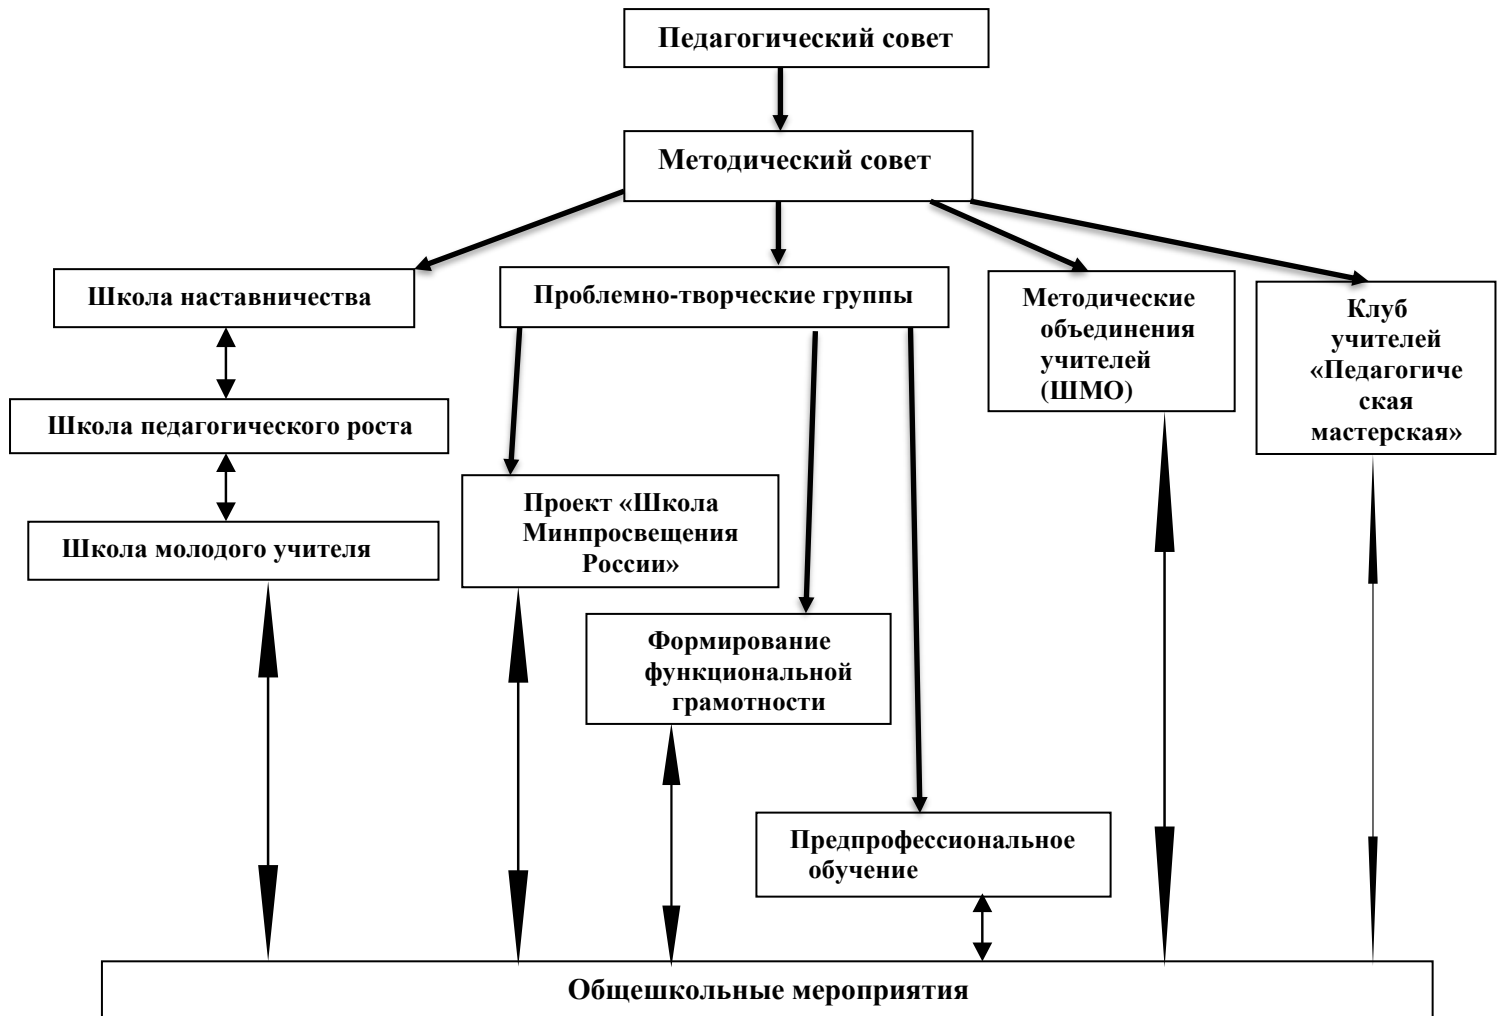 Педагогический совет
Методический совет
Школа наставничества
Проблемно-творческие группы
Методические
объединения
учителей
(ШМО)
Клуб
учителей
«Педагогиче
ская
мастерская»
Школа педагогического роста
Школа молодого учителя
Проект «Школа
Минпросвещения
России»
Формирование
функциональной
грамотности
Предпрофессиональное
обучение
Общешкольные мероприятия